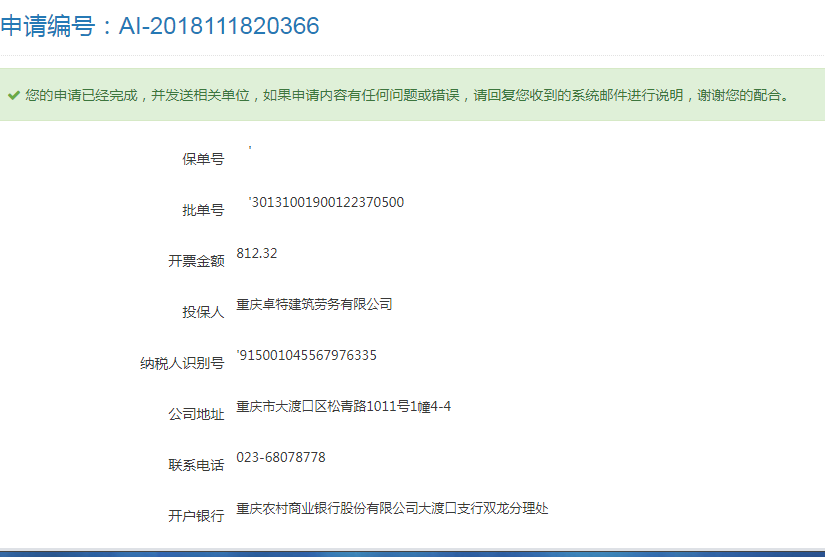 申请编号：AI-2018111820366
您的申请已经完成，并发送相关单位，如果申请内容有任何问题或错误，请回复您收到的系统邮件进行说明，谢谢您的配合。
保单号 '
批单号 '30131001900122370500
开票金额 812.32
投保人 重庆卓特建筑劳务有限公司
纳税人识别号 '915001045567976335
公司地址 重庆市大渡口区松青路1011号1幢4-4
联系电话 023-68078778
开户银行 重庆农村商业银行股份有限公司大渡口支行双龙分理处